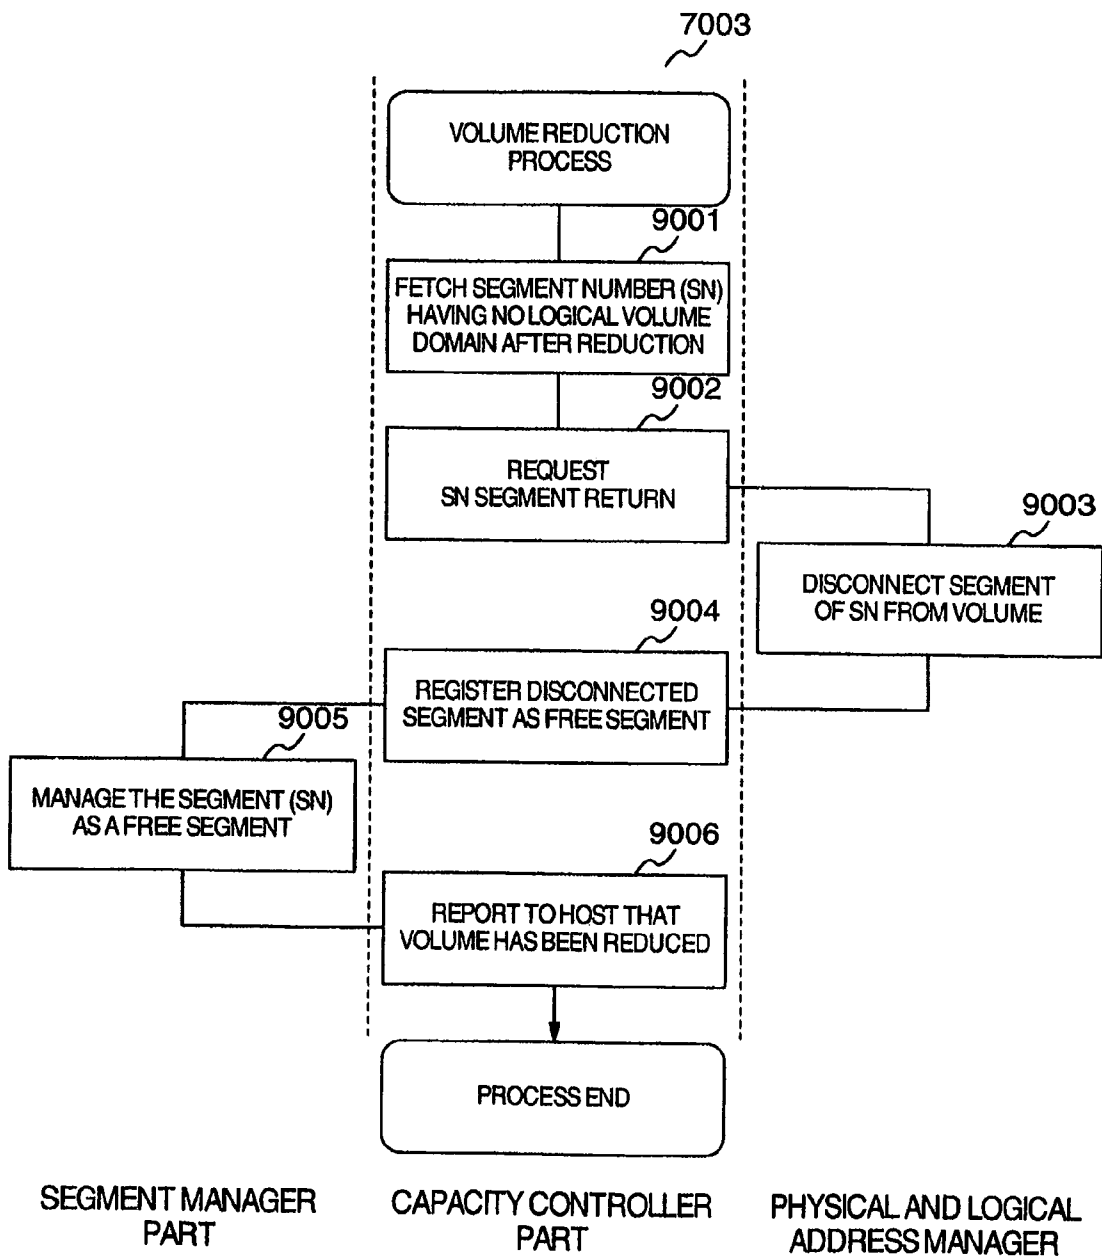 7003
VOLUME REDUCTION
PROCESS
9001
FETCH SEGMENT NUMBER (SN)
HAVING NO LOGICAL VOLUME
DOMAIN AFTER REDUCTION
9002
REQUEST
SN SEGMENT RETURN
9003
DISCONNECT SEGMENT
OF SN FROM VOLUME
9004
REGISTER DISCONNECTED
SEGMENT AS FREE SEGMENT
9005
MANAGE THE SEGMENT (SN)
AS A FREE SEGMENT
9006
REPORT TO HOST THAT
VOLUME HAS BEEN REDUCED
PROCESS END
SEGMENT MANAGER
PART
CAPACITY CONTROLLER
PART
PHYSICAL AND LOGICAL
ADDRESS MANAGER